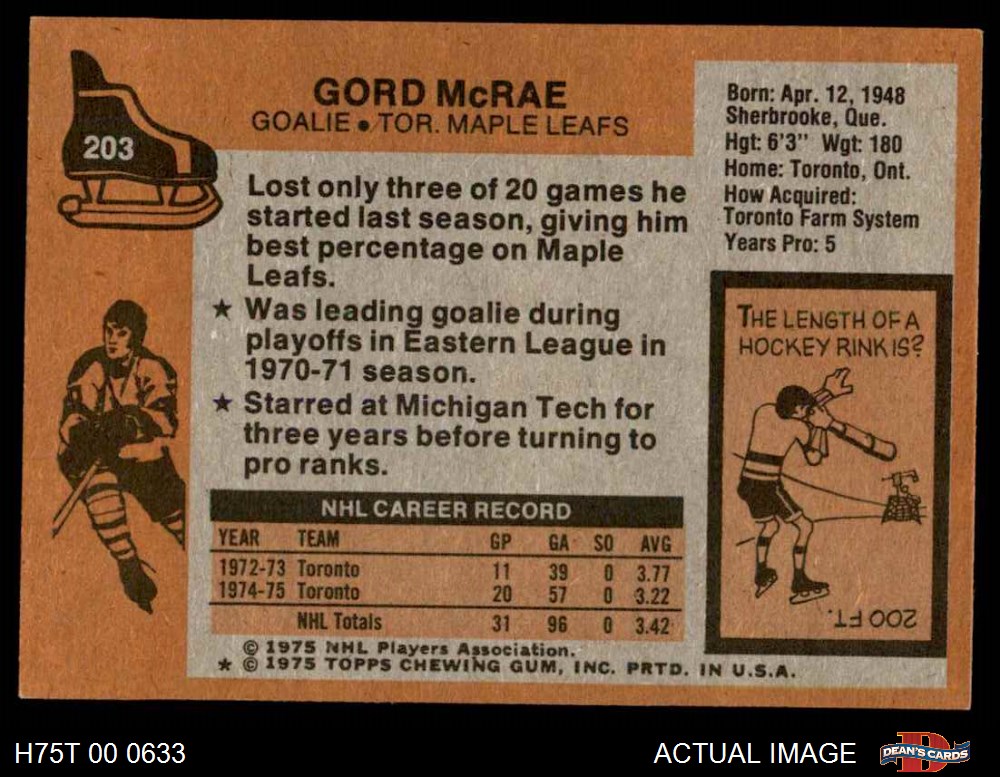 203
GORD McRAE
GOALIE • TOR. MAPLE LEAFS
Born: Apr. 12, 1948
Sherbrooke, Que.
Hgt: 6'3" Wgt: 180
Home: Toronto, Ont.
How Acquired:
Toronto Farm System
Years Pro: 5
Lost only three of 20 games he
started last season, giving him
best percentage on Maple
Leafs.
★ Was leading goalie during
playoffs in Eastern League in
1970-71 season.
★ Starred at Michigan Tech for
three years before turning to
pro ranks.
THE LENGTH OF A
HOCKEY RINK IS?
200 FT.
NHL CAREER RECORD
YEAR TEAM GP GA SO AVG
1972-73 Toronto 11 39 0 3.77
1974-75 Toronto 20 57 0 3.22
NHL Totals 31 96 0 3.42
© 1975 NHL Players Association.
★ © 1975 TOPPS CHEWING GUM, INC. PRTD. IN U.S.A.
H75T 00 0633
ACTUAL IMAGE
D
DEAN'S CARDS